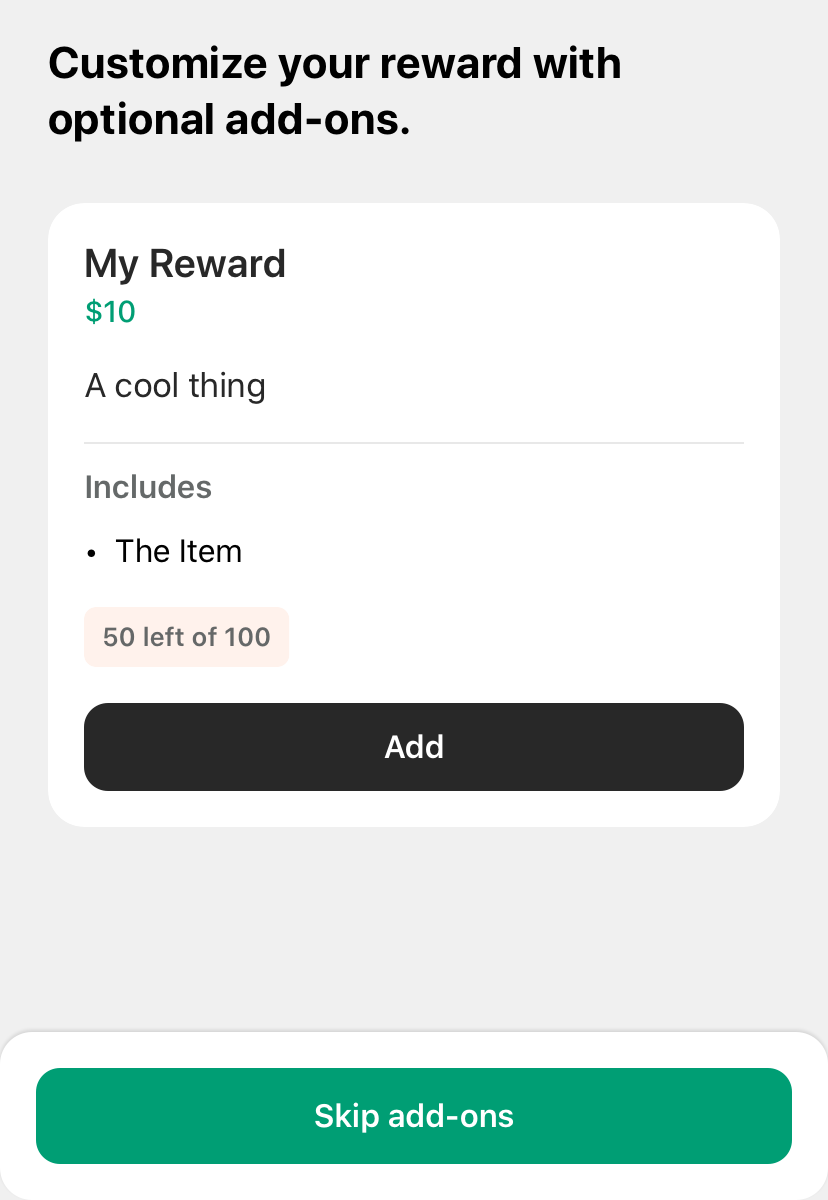 Customize your reward with
optional add-ons.
My Reward
$10
A cool thing
Includes
• The Item
50 left of 100
Add
Skip add-ons